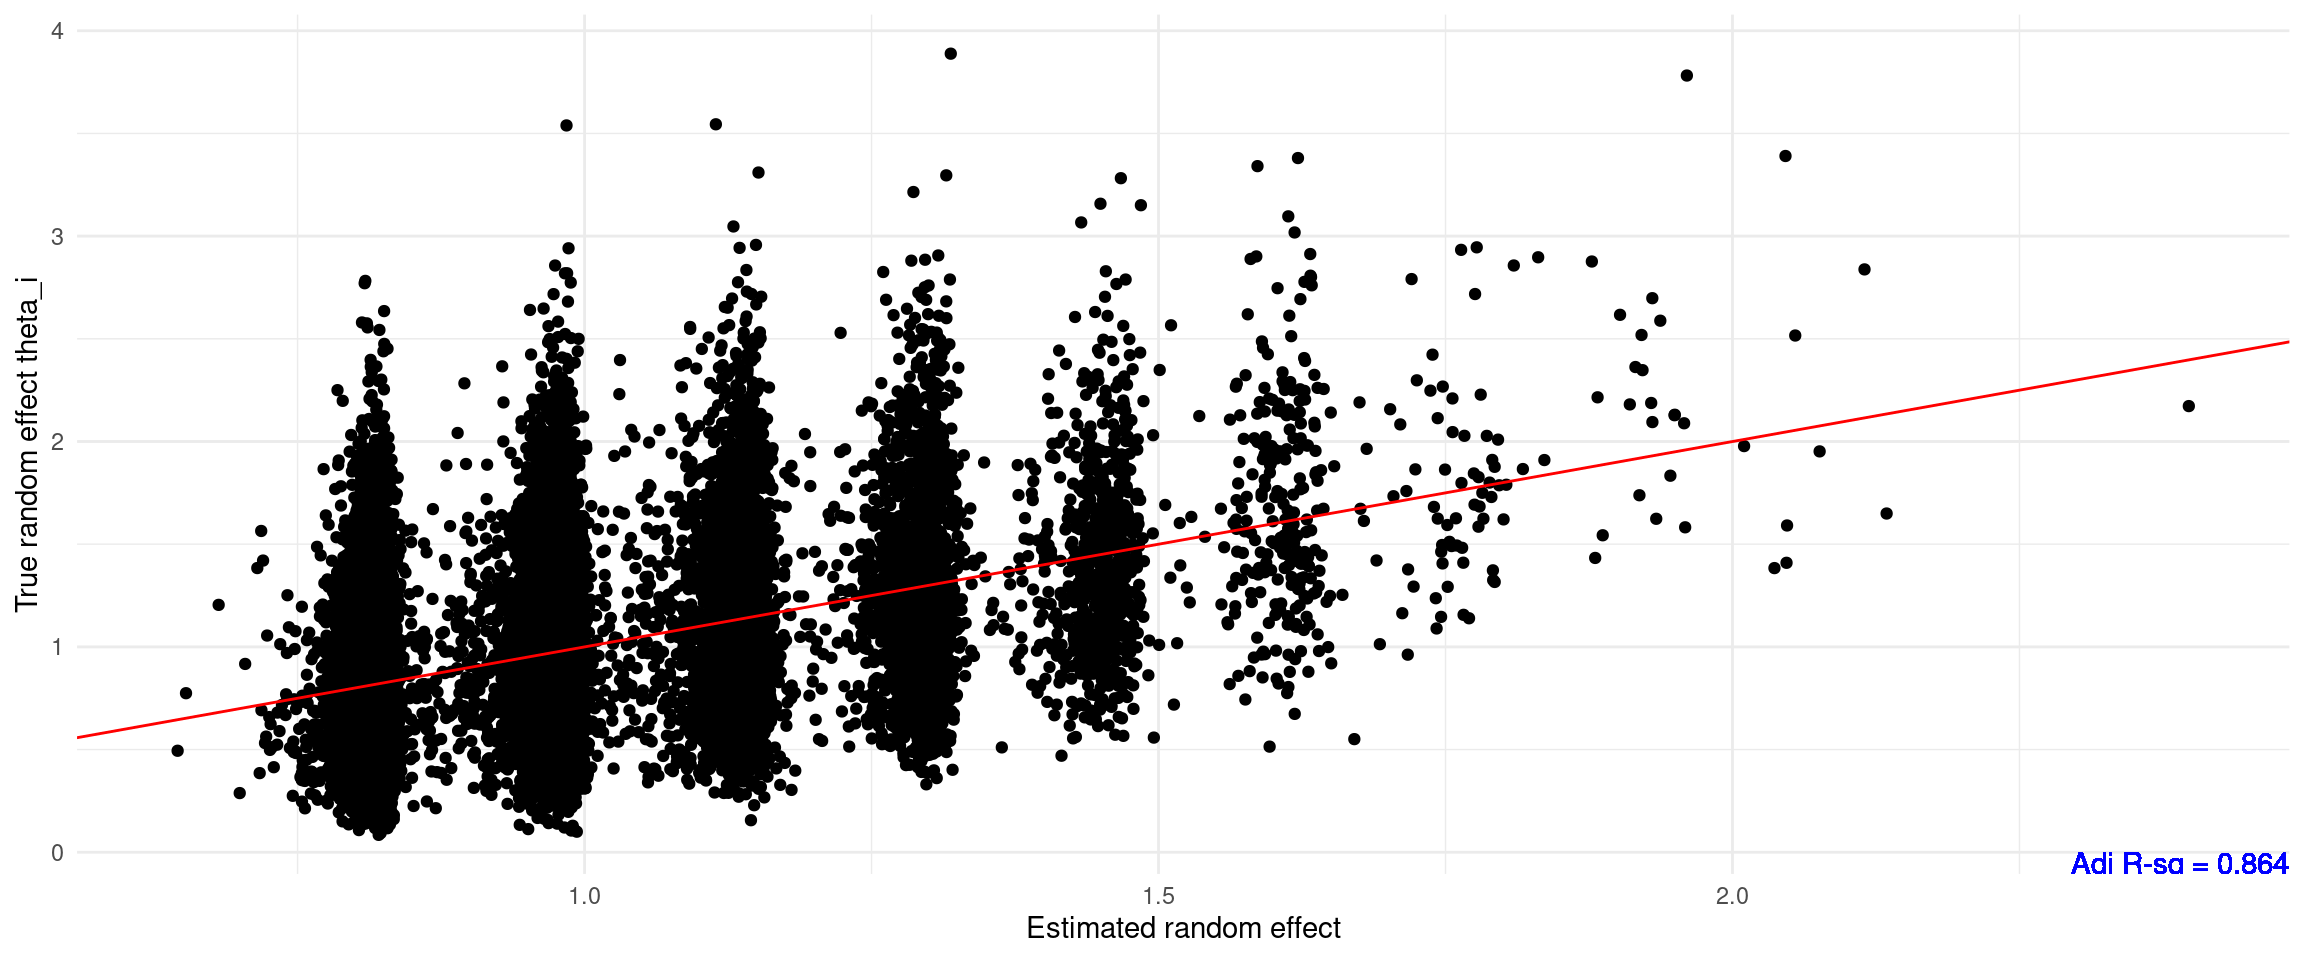 4
3
2
1
0
True random effect theta_i
1.0
1.5
2.0
Estimated random effect
Adj R-sq = 0.864